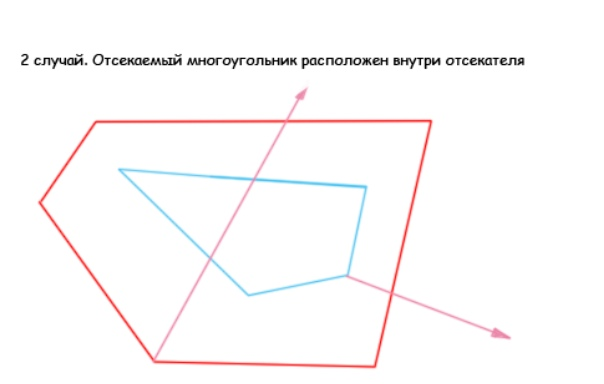 2 случай. Отсекаемый многоугольник расположен внутри отсекателя